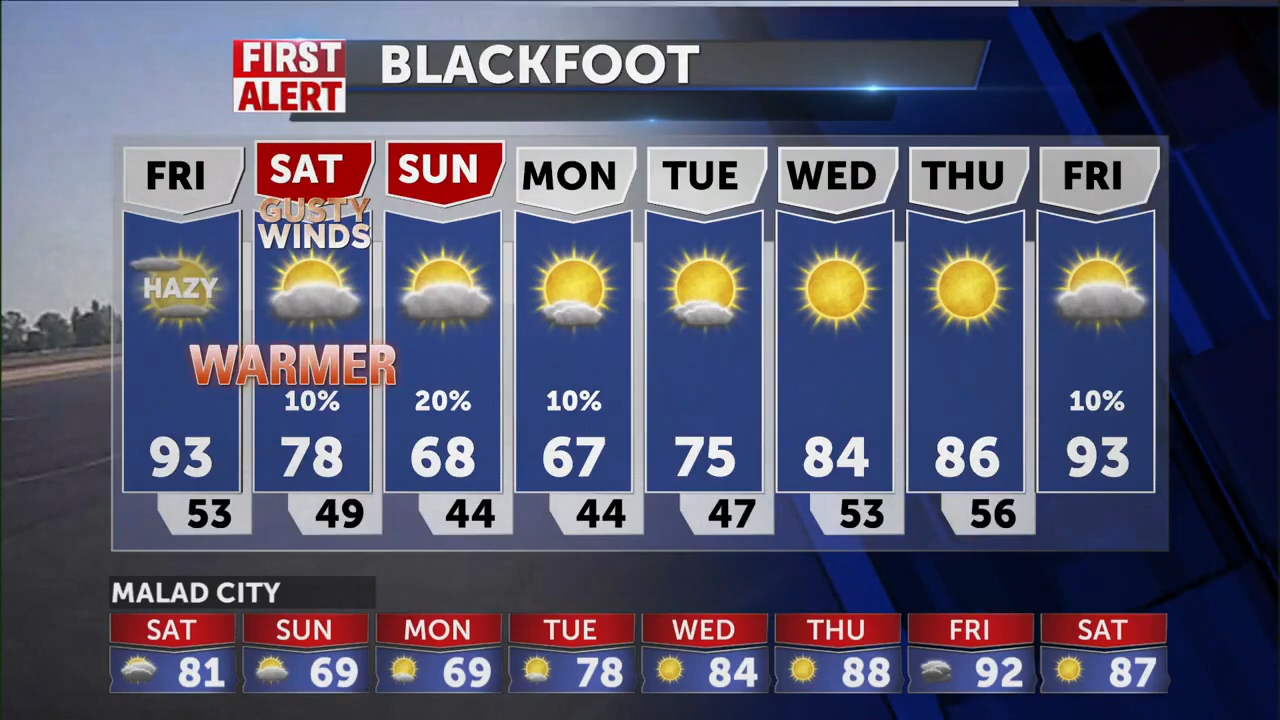 FIRST
ALERT
BLACKFOOT
FRI SAT SUN MON TUE WED THU FRI
GUSTY
WINDS
HAZY
WARMER
10% 20% 10% 10%
93 78 68 67 75 84 86 93
53 49 44 44 47 53 56
MALAD CITY
SAT SUN MON TUE WED THU FRI SAT
81 69 69 78 84 88 92 87